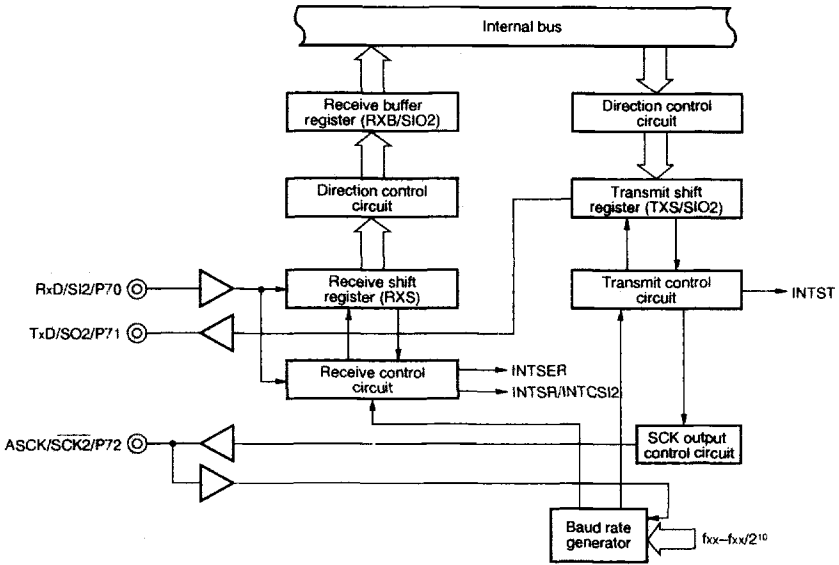 Internal bus
Receive buffer
register (RXB/SIO2)
Direction control
circuit
Direction control
circuit
Transmit shift
register (TXS/SIO2)
RxD/SI2/P70
Receive shift
register (RXS)
Transmit control
circuit
INTST
TxD/SO2/P71
Receive control
circuit
INTSER
INTSR/INTCSI2
ASCK/SCK2/P72
SCK output
control circuit
Baud rate
generator
fxx–fxx/2¹⁰